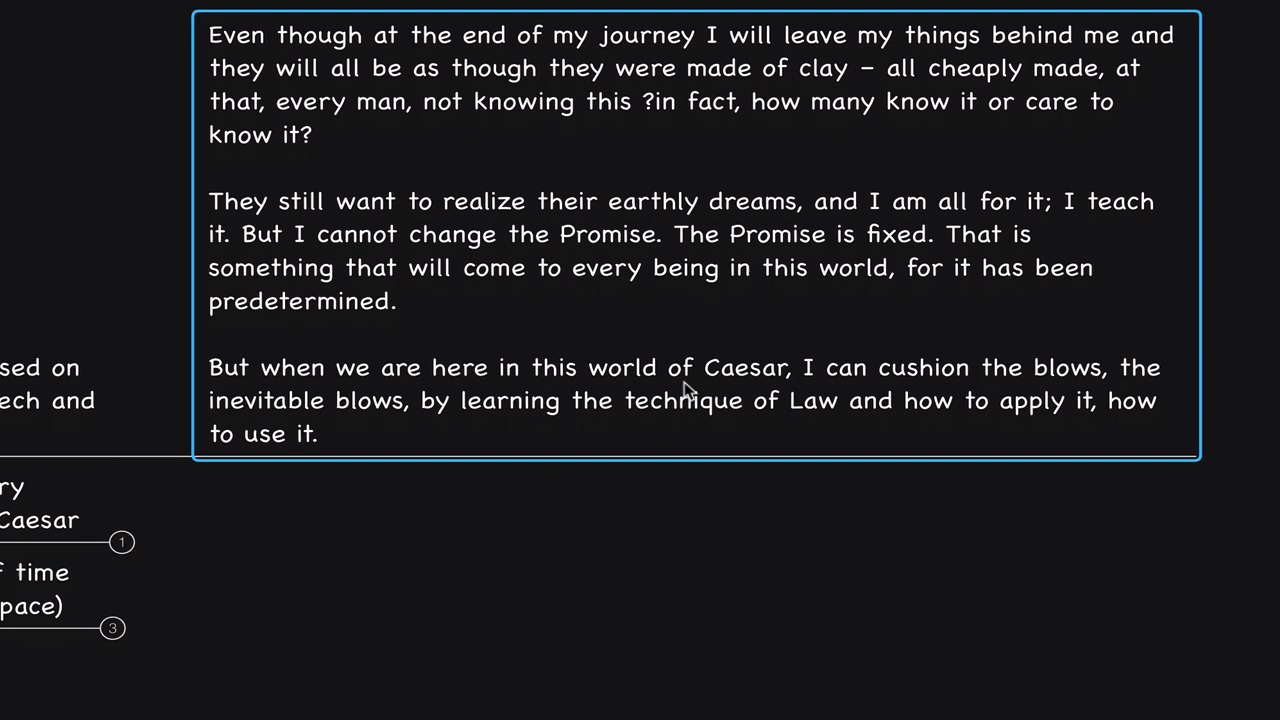 Even though at the end of my journey I will leave my things behind me and
they will all be as though they were made of clay – all cheaply made, at
that, every man, not knowing this ?in fact, how many know it or care to
know it?
They still want to realize their earthly dreams, and I am all for it; I teach
it. But I cannot change the Promise. The Promise is fixed. That is
something that will come to every being in this world, for it has been
predetermined.
But when we are here in this world of Caesar, I can cushion the blows, the
inevitable blows, by learning the technique of Law and how to apply it, how
to use it.
sed on
ech and
ry
Caesar
1
f time
pace)
3